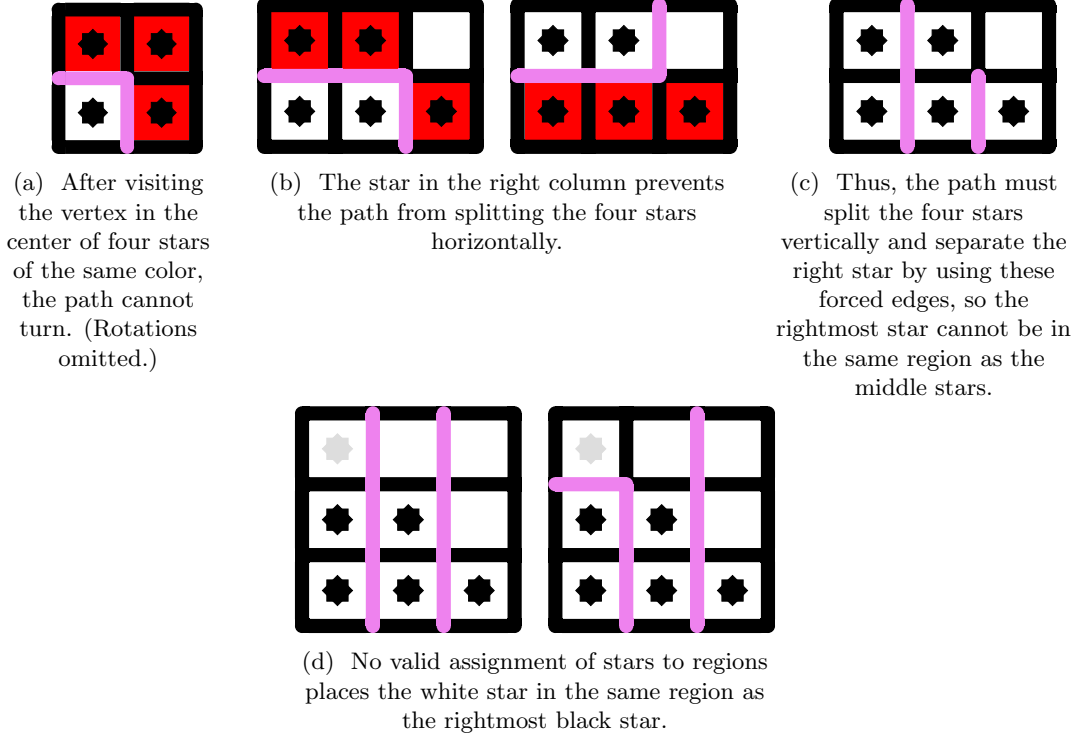 (a) After visiting
the vertex in the
center of four stars
of the same color,
the path cannot
turn. (Rotations
omitted.)
(b) The star in the right column prevents
the path from splitting the four stars
horizontally.
(c) Thus, the path must
split the four stars
vertically and separate the
right star by using these
forced edges, so the
rightmost star cannot be in
the same region as the
middle stars.
(d) No valid assignment of stars to regions
places the white star in the same region as
the rightmost black star.